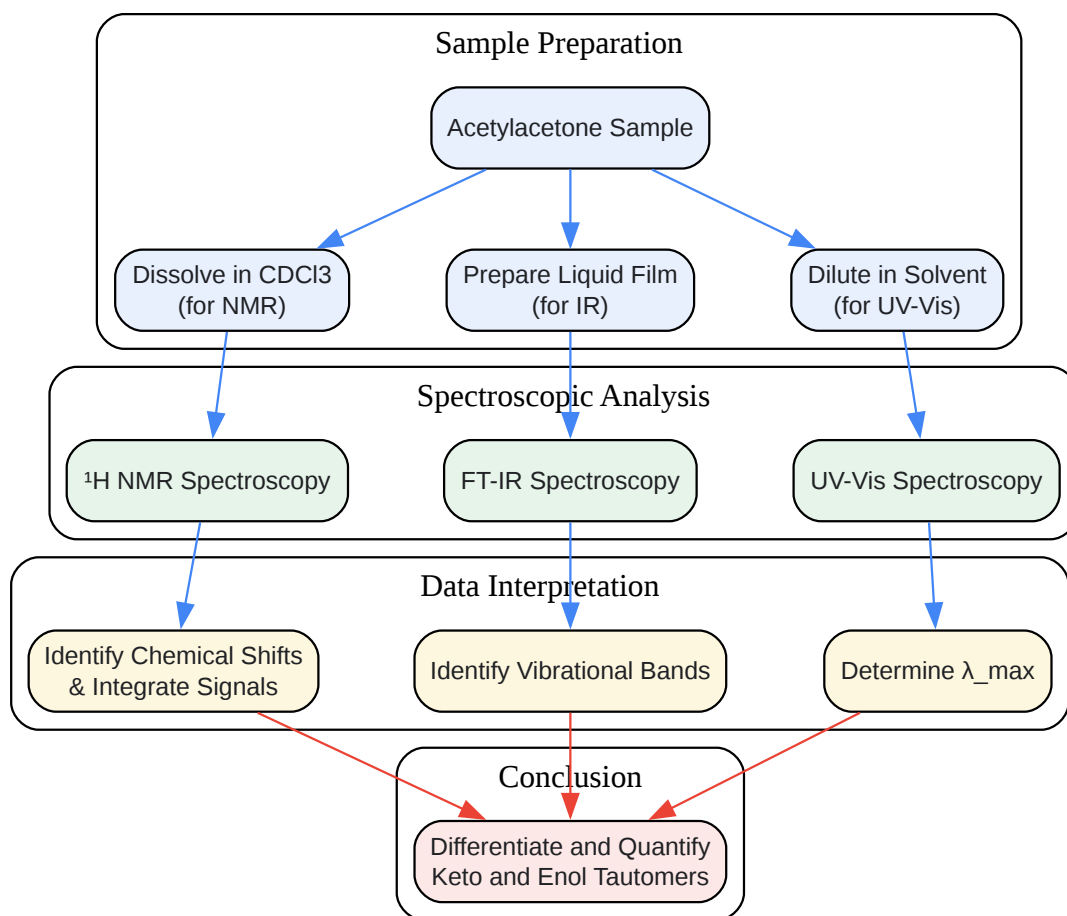 Sample Preparation
Acetylacetone Sample
Dissolve in CDCl3
(for NMR)
Prepare Liquid Film
(for IR)
Dilute in Solvent
(for UV-Vis)
Spectroscopic Analysis
¹H NMR Spectroscopy
FT-IR Spectroscopy
UV-Vis Spectroscopy
Data Interpretation
Identify Chemical Shifts
& Integrate Signals
Identify Vibrational Bands
Determine λ_max
Conclusion
Differentiate and Quantify
Keto and Enol Tautomers